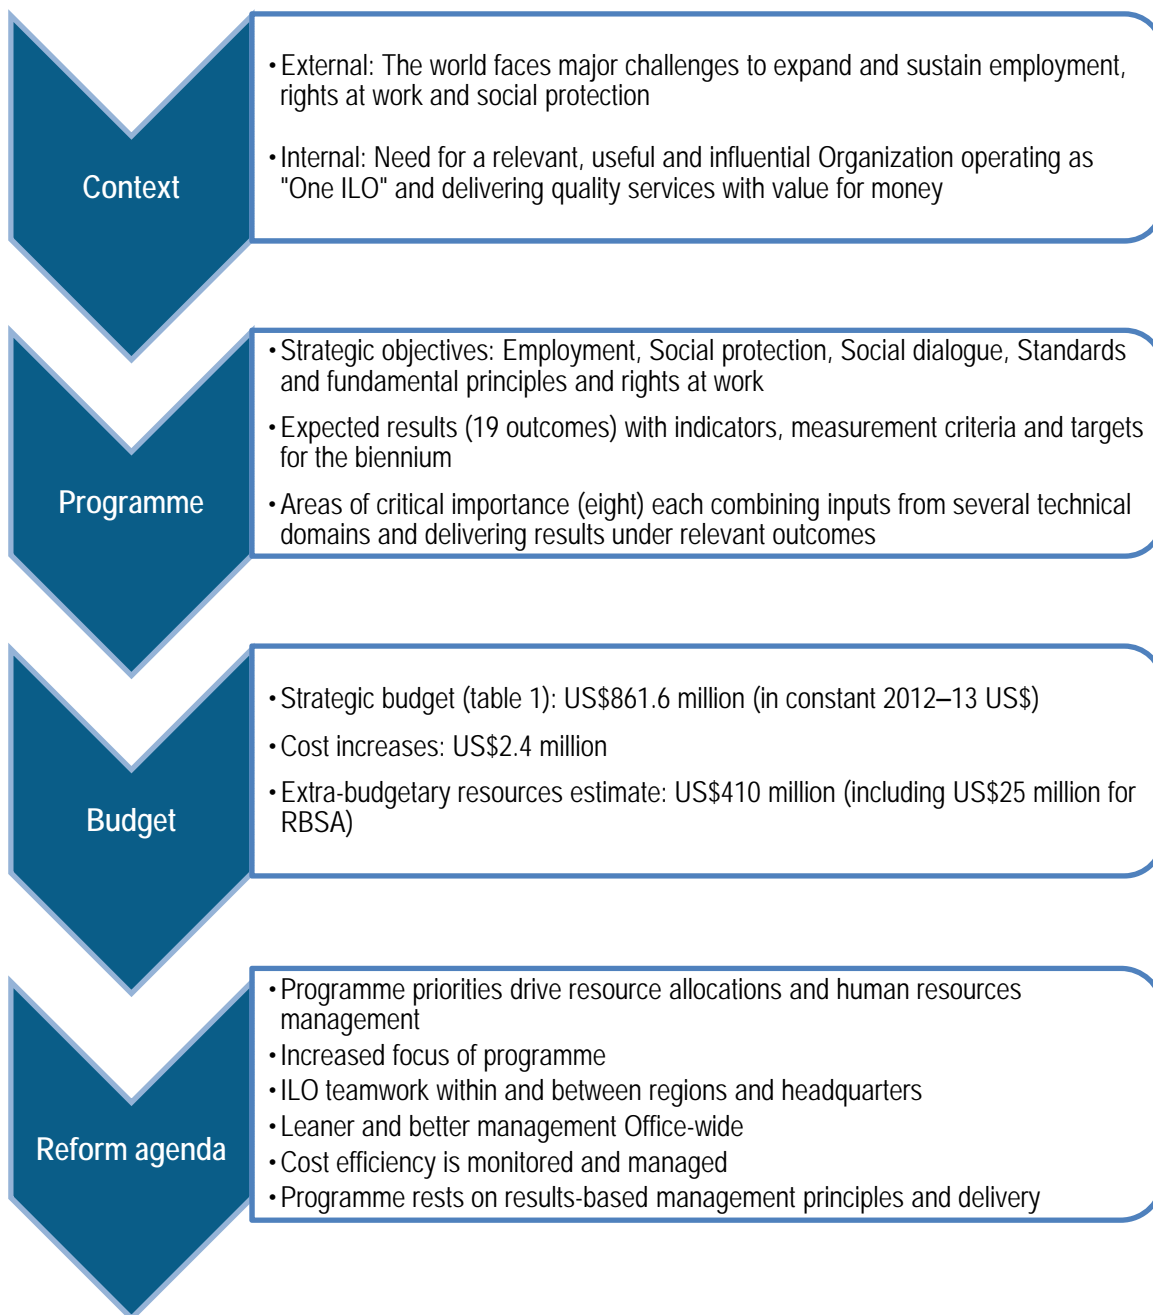 Context
• External: The world faces major challenges to expand and sustain employment,
rights at work and social protection
• Internal: Need for a relevant, useful and influential Organization operating as
"One ILO" and delivering quality services with value for money
Programme
• Strategic objectives: Employment, Social protection, Social dialogue, Standards
and fundamental principles and rights at work
• Expected results (19 outcomes) with indicators, measurement criteria and targets
for the biennium
• Areas of critical importance (eight) each combining inputs from several technical
domains and delivering results under relevant outcomes
Budget
• Strategic budget (table 1): US$861.6 million (in constant 2012–13 US$)
• Cost increases: US$2.4 million
• Extra-budgetary resources estimate: US$410 million (including US$25 million for
RBSA)
Reform agenda
• Programme priorities drive resource allocations and human resources
management
• Increased focus of programme
• ILO teamwork within and between regions and headquarters
• Leaner and better management Office-wide
• Cost efficiency is monitored and managed
• Programme rests on results-based management principles and delivery